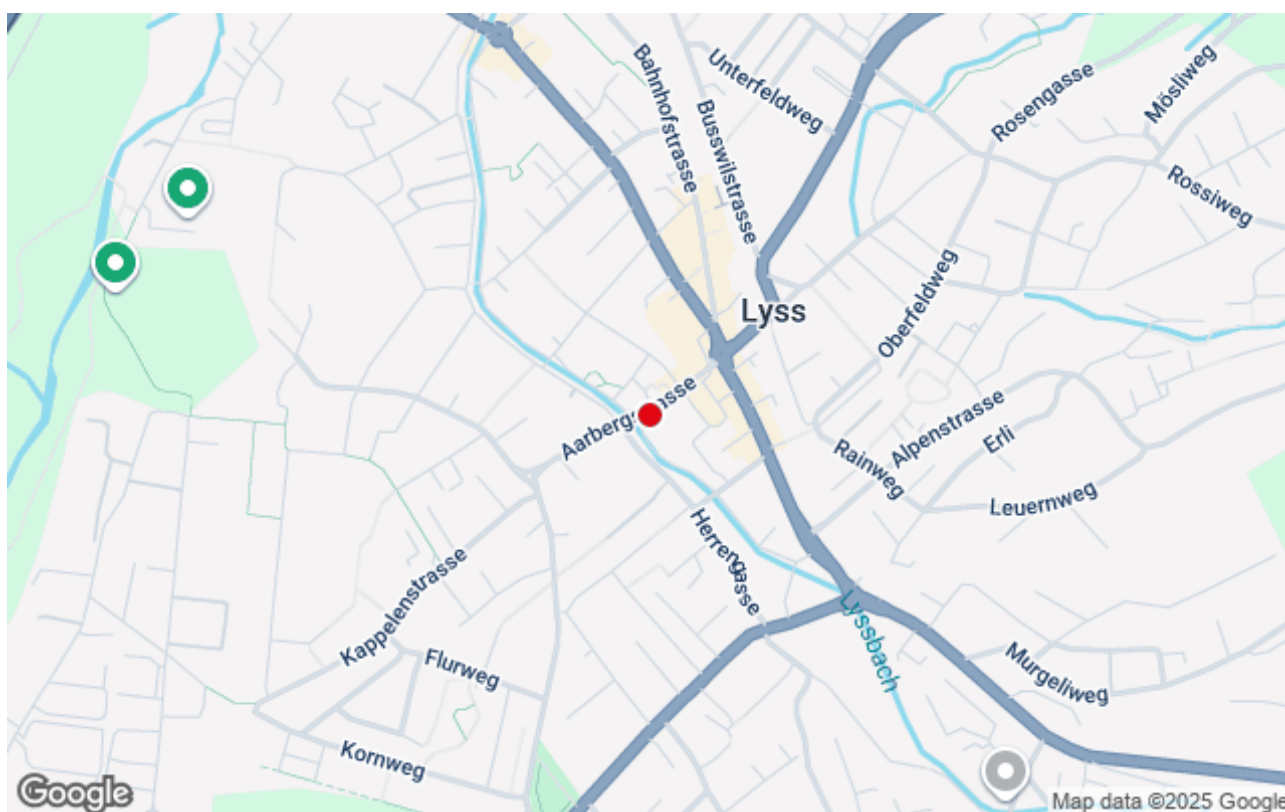 Bahnhofstrasse
Busswilstrasse
Unterfeldweg
Rosengasse
Mösliweg
Rossiweg
Lyss
Oberfeldweg
Alpenstrasse
Erli
Rainweg
Leuernweg
Herrengasse
Kappelenstrasse
Flurweg
Kornweg
Lyssbach
Murgeliweg
Google
Map data ©2025 Google